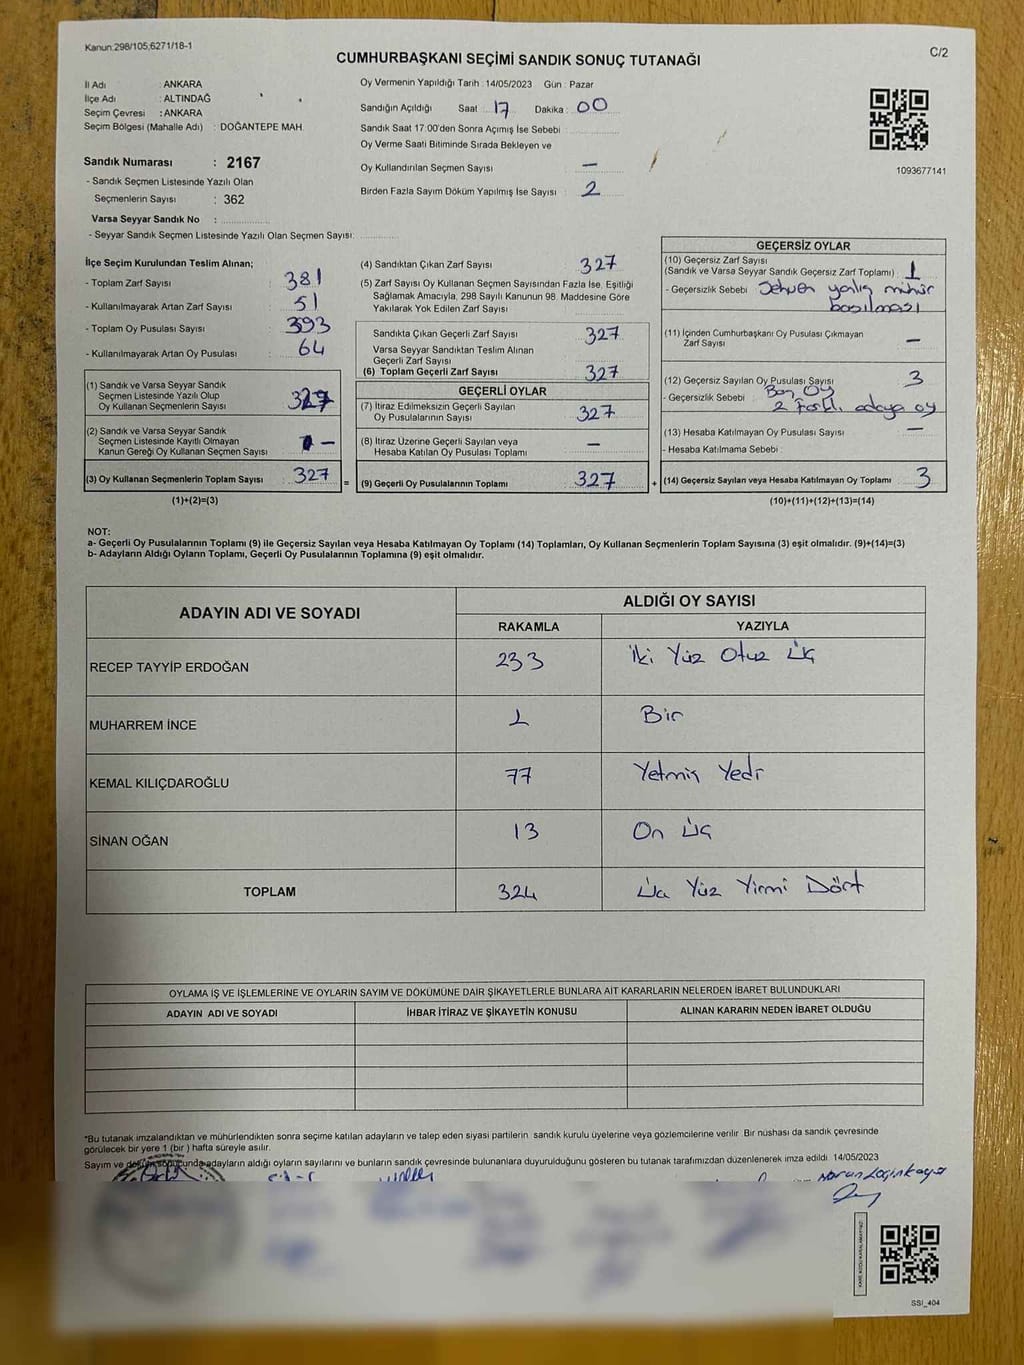 Kanun:298/105;6271/18-1
C/2
CUMHURBAŞKANI SEÇİMİ SANDIK SONUÇ TUTANAĞI
İl Adı : ANKARA
İlçe Adı : ALTINDAĞ
Seçim Çevresi : ANKARA
Seçim Bölgesi (Mahalle Adı) : DOĞANTEPE MAH.
Sandık Numarası : 2167
- Sandık Seçmen Listesinde Yazılı Olan
Seçmenlerin Sayısı : 362
Varsa Seyyar Sandık No :
- Seyyar Sandık Seçmen Listesinde Yazılı Olan Seçmen Sayısı:
Oy Vermenin Yapıldığı Tarih : 14/05/2023 Gün : Pazar
Sandığın Açıldığı Saat : 17 Dakika : 00
Sandık Saat 17:00'den Sonra Açımış İse Sebebi :
Oy Verme Saati Bitiminde Sırada Bekleyen ve
Oy Kullandırılan Seçmen Sayısı : —
Birden Fazla Sayım Döküm Yapılmış İse Sayısı : 2
1093677141
İlçe Seçim Kurulundan Teslim Alınan;
- Toplam Zarf Sayısı : 381
- Kullanılmayarak Artan Zarf Sayısı : 51
- Toplam Oy Pusulası Sayısı : 393
- Kullanılmayarak Artan Oy Pusulası : 64
(1) Sandık ve Varsa Seyyar Sandık
Seçmen Listesinde Yazılı Olup
Oy Kullanan Seçmenlerin Sayısı : 327
(2) Sandık ve Varsa Seyyar Sandık
Seçmen Listesinde Kayıtlı Olmayan
Kanun Gereği Oy Kullanan Seçmen Sayısı : —
(3) Oy Kullanan Seçmenlerin Toplam Sayısı : 327
(1)+(2)=(3)
(4) Sandıktan Çıkan Zarf Sayısı : 327
(5) Zarf Sayısı Oy Kullanan Seçmen Sayısından Fazla İse, Eşitliği
Sağlamak Amacıyla, 298 Sayılı Kanunun 98. Maddesine Göre
Yakılarak Yok Edilen Zarf Sayısı :
Sandıkta Çıkan Geçerli Zarf Sayısı : 327
Varsa Seyyar Sandıktan Teslim Alınan
Geçerli Zarf Sayısı :
(6) Toplam Geçerli Zarf Sayısı : 327
GEÇERLİ OYLAR
(7) İtiraz Edilmeksizin Geçerli Sayılan
Oy Pusulalarının Sayısı : 327
(8) İtiraz Üzerine Geçerli Sayılan veya
Hesaba Katılan Oy Pusulası Toplamı : —
= (9) Geçerli Oy Pusulalarının Toplamı : 327
GEÇERSİZ OYLAR
(10) Geçersiz Zarf Sayısı
(Sandık ve Varsa Seyyar Sandık Geçersiz Zarf Toplamı) : 1
- Geçersizlik Sebebi : Sehven yalış mühür
basılması
(11) İçinden Cumhurbaşkanı Oy Pusulası Çıkmayan
Zarf Sayısı : —
(12) Geçersiz Sayılan Oy Pusulası Sayısı : 3
- Geçersizlik Sebebi : Boş Oy
2 Farklı adaya oy
(13) Hesaba Katılmayan Oy Pusulası Sayısı : —
- Hesaba Katılmama Sebebi :
+ (14) Geçersiz Sayılan veya Hesaba Katılmayan Oy Toplamı : 3
(10)+(11)+(12)+(13)=(14)
NOT:
a- Geçerli Oy Pusulalarının Toplamı (9) ile Geçersiz Sayılan veya Hesaba Katılmayan Oy Toplamı (14) Toplamları, Oy Kullanan Seçmenlerin Toplam Sayısına (3) eşit olmalıdır. (9)+(14)=(3)
b- Adayların Aldığı Oyların Toplamı, Geçerli Oy Pusulalarının Toplamına (9) eşit olmalıdır.
ADAYIN ADI VE SOYADI
ALDIĞI OY SAYISI
RAKAMLA YAZIYLA
RECEP TAYYİP ERDOĞAN 233 İki Yüz Otuz Üç
MUHARREM İNCE 1 Bir
KEMAL KILIÇDAROĞLU 77 Yetmiş Yedi
SİNAN OĞAN 13 On Üç
TOPLAM 324 Üç Yüz Yirmi Dört
OYLAMA İŞ VE İŞLEMLERİNE VE OYLARIN SAYIM VE DÖKÜMÜNE DAİR ŞİKAYETLERLE BUNLARA AİT KARARLARIN NELERDEN İBARET BULUNDUKLARI
ADAYIN ADI VE SOYADI İHBAR İTİRAZ VE ŞİKAYETİN KONUSU ALINAN KARARIN NEDEN İBARET OLDUĞU
*Bu tutanak imzalandıktan ve mühürlendikten sonra seçime katılan adayların ve talep eden siyasi partilerin sandık kurulu üyelerine veya gözlemcilerine verilir. Bir nüshası da sandık çevresinde
görülecek bir yere 1 (bir) hafta süreyle asılır.
Sayım ve döküm sonucunda adayların aldığı oyların sayılarını ve bunların sandık çevresinde bulunanlara duyurulduğunu gösteren bu tutanak tarafımızdan düzenlenerek imza edildi. 14/05/2023
SSİ_404